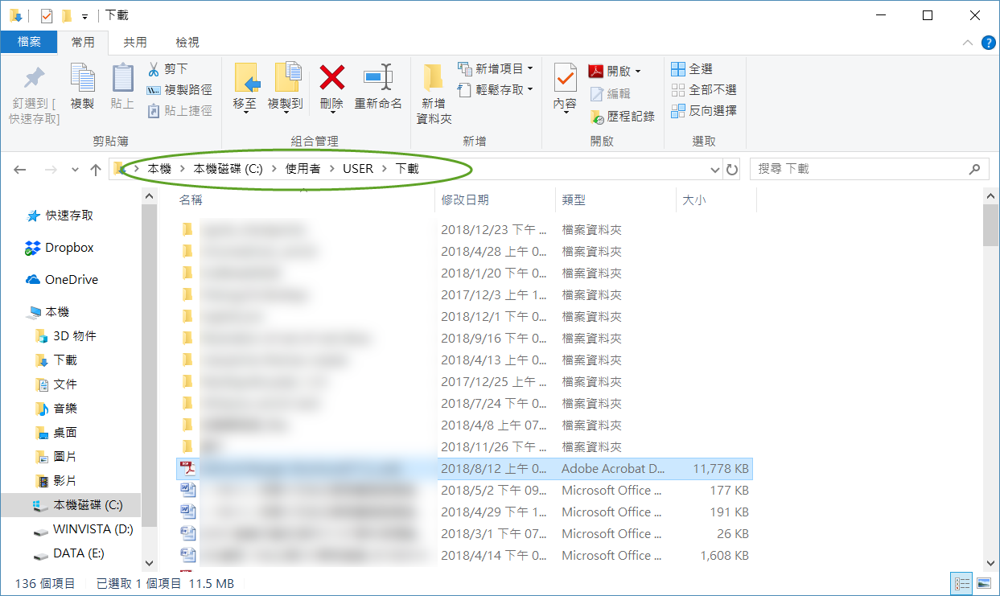 下載
檔案 常用 共用 檢視
釘選到 [快速存取]
複製
貼上
剪下
複製路徑
貼上捷徑
剪貼簿
移至
複製到
刪除
重新命名
組合管理
新增
資料夾
新增項目
輕鬆存取
新增
內容
開啟
編輯
歷程記錄
開啟
全選
全部不選
反向選擇
選取
本機 > 本機磁碟 (C:) > 使用者 > USER > 下載
搜尋 下載
快速存取
Dropbox
OneDrive
本機
3D 物件
下載
文件
音樂
桌面
圖片
影片
本機磁碟 (C:)
WINVISTA (D:)
DATA (E:)
名稱 修改日期 類型 大小
2018/12/23 下午 ... 檔案資料夾
2018/4/28 上午 0... 檔案資料夾
2018/1/20 下午 0... 檔案資料夾
2017/12/3 上午 1... 檔案資料夾
2018/12/1 下午 0... 檔案資料夾
2018/9/16 下午 0... 檔案資料夾
2018/4/13 上午 0... 檔案資料夾
2017/12/25 上午 ... 檔案資料夾
2018/7/24 下午 0... 檔案資料夾
2018/4/8 上午 07... 檔案資料夾
2018/11/26 下午 ... 檔案資料夾
2018/8/12 上午 0... Adobe Acrobat D... 11,778 KB
2018/5/2 下午 09... Microsoft Office ... 177 KB
2018/4/29 下午 1... Microsoft Office ... 191 KB
2018/3/1 下午 07... Microsoft Office ... 26 KB
2018/4/14 下午 0... Microsoft Office ... 1,608 KB
136 個項目 已選取 1 個項目 11.5 MB